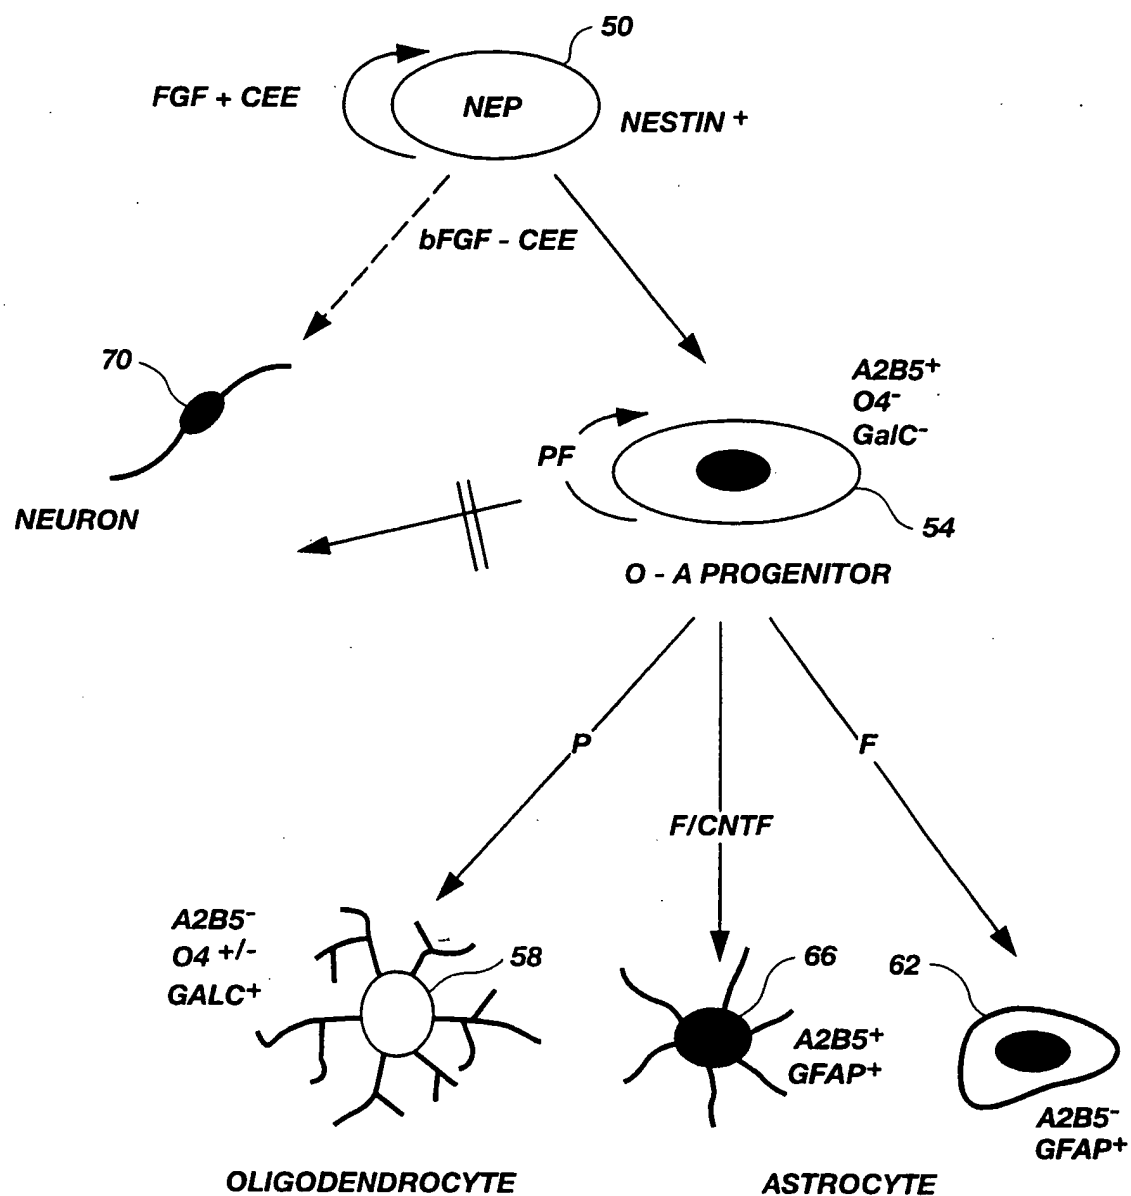 50
FGF + CEE
NEP
NESTIN +
bFGF - CEE
70
A2B5+
O4-
GalC-
PF
NEURON
54
O - A PROGENITOR
P
F
F/CNTF
A2B5-
O4 +/-
GALC+
58
66
62
A2B5+
GFAP+
A2B5-
GFAP+
OLIGODENDROCYTE
ASTROCYTE